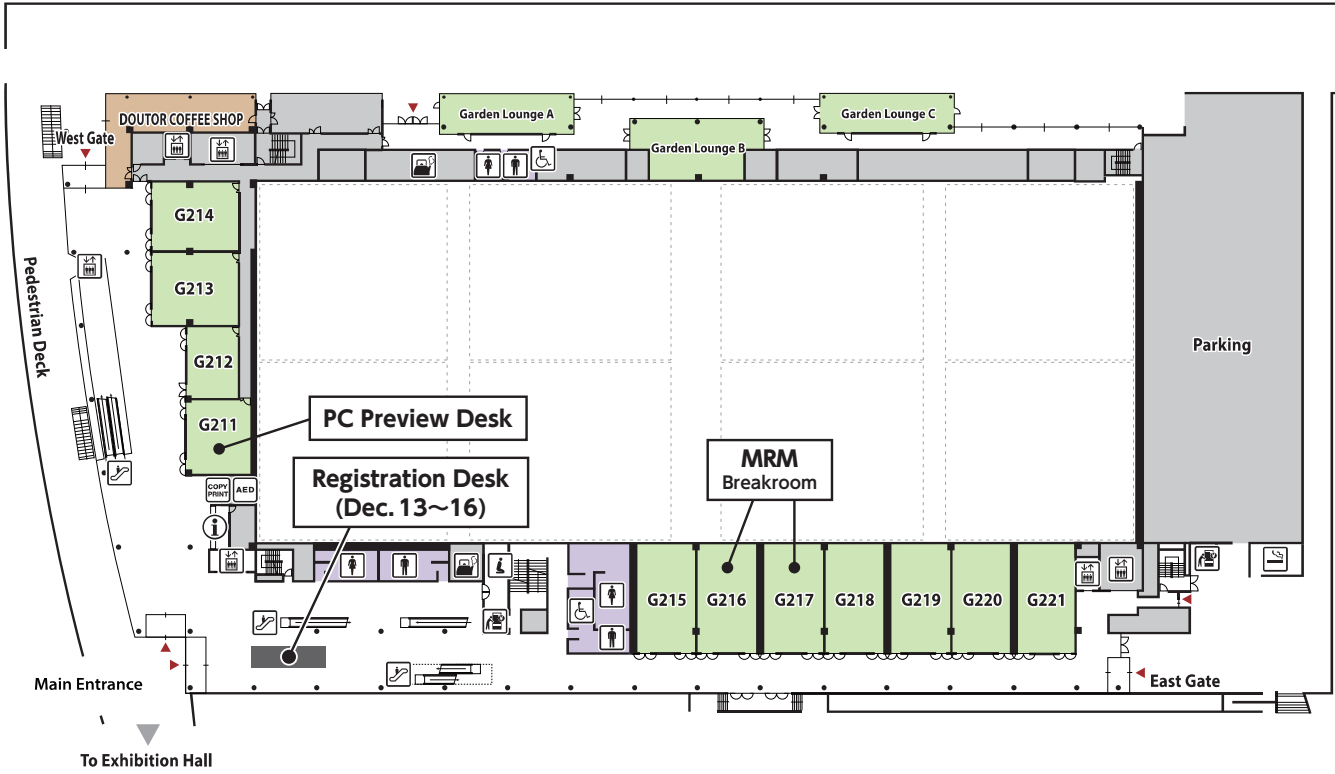 DOUTOR COFFEE SHOP
West Gate
Garden Lounge A
Garden Lounge B
Garden Lounge C
G214
G213
G212
G211
Pedestrian Deck
PC Preview Desk
Registration Desk
(Dec. 13〜16)
MRM
Breakroom
Parking
COPY
PRINT
AED
i
G215
G216
G217
G218
G219
G220
G221
Main Entrance
East Gate
To Exhibition Hall